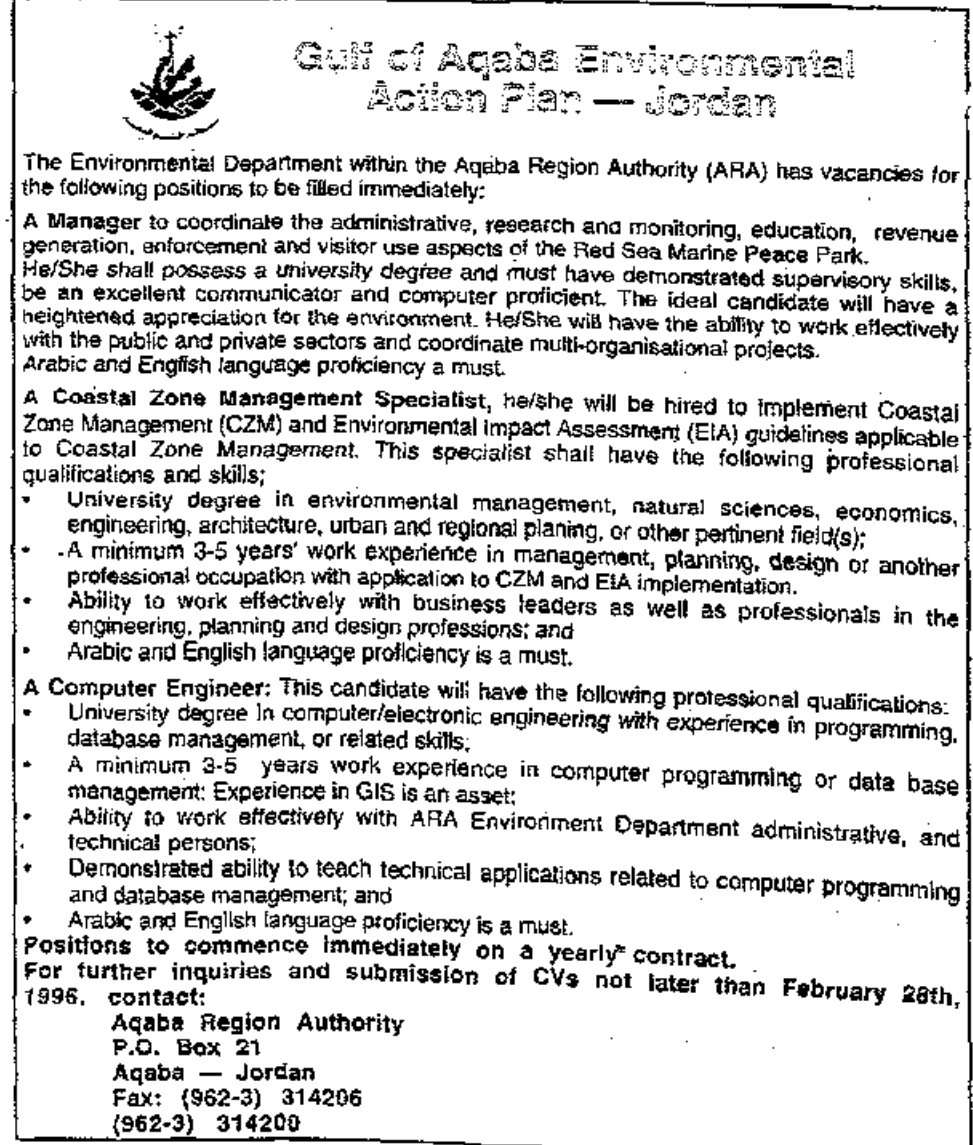 Gulf of Aqaba Environmental
Action Plan — Jordan
The Environmental Department within the Aqaba Region Authority (ARA) has vacancies for
the following positions to be filled immediately:
A Manager to coordinate the administrative, research and monitoring, education, revenue
generation, enforcement and visitor use aspects of the Red Sea Marine Peace Park.
He/She shall possess a university degree and must have demonstrated supervisory skills,
be an excellent communicator and computer proficient. The ideal candidate will have a
heightened appreciation for the environment. He/She will have the ability to work effectively
with the public and private sectors and coordinate multi-organisational projects.
Arabic and English language proficiency a must.
A Coastal Zone Management Specialist, he/she will be hired to implement Coastal
Zone Management (CZM) and Environmental Impact Assessment (EIA) guidelines applicable
to Coastal Zone Management. This specialist shall have the following professional
qualifications and skills;
• University degree in environmental management, natural sciences, economics,
engineering, architecture, urban and regional planing, or other pertinent field(s);
• A minimum 3-5 years' work experience in management, planning, design or another
professional occupation with application to CZM and EIA implementation.
• Ability to work effectively with business leaders as well as professionals in the
engineering, planning and design professions; and
• Arabic and English language proficiency is a must.
A Computer Engineer: This candidate will have the following professional qualifications:
• University degree in computer/electronic engineering with experience in programming,
database management, or related skills;
• A minimum 3-5 years work experience in computer programming or data base
management: Experience in GIS is an asset;
• Ability to work effectively with ARA Environment Department administrative, and
technical persons;
• Demonstrated ability to teach technical applications related to computer programming
and database management; and
• Arabic and English language proficiency is a must.
Positions to commence immediately on a yearly contract.
For further inquiries and submission of CVs not later than February 28th,
1996, contact:
Aqaba Region Authority
P.O. Box 21
Aqaba — Jordan
Fax: (962-3) 314206
(962-3) 314200